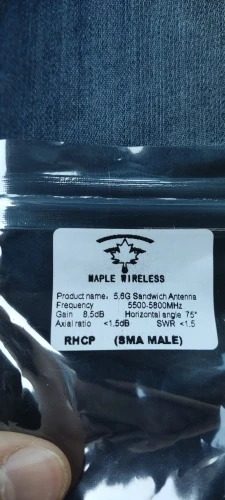 MAPLE WIRELESS
Product name: 5.6G Sandwich Antenna
Frequency 5500-5800MHz
Gain 8.5dB Horizontal angle 75°
Axial ratio <1.5dB SWR <1.5
RHCP (SMA MALE)